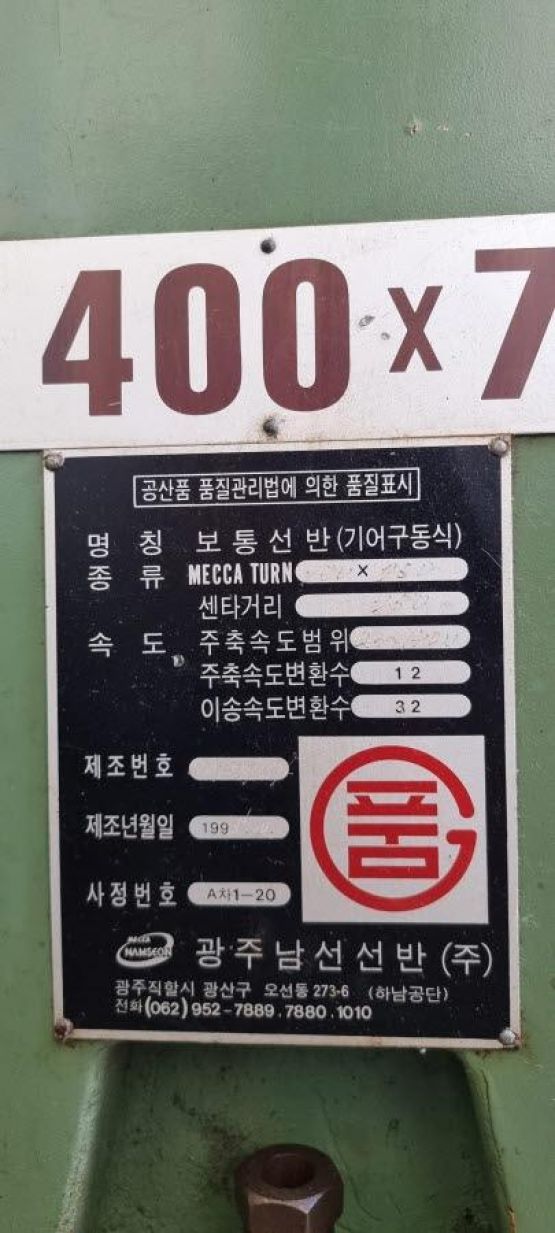 400 x 7
공산품 품질관리법에 의한 품질표시
명 칭 보통선반 (기어구동식)
종 류 MECCA TURN x
센타거리
속 도 주축속도범위
주축속도변환수 12
이송속도변환수 32
제조번호
제조년월일 199
사정번호 A차1-20
품
MECCA
NAMSEON
광주남선선반 (주)
광주직할시 광산구 오선동 273-6 (하남공단)
전화 (062) 952-7889.7880.1010